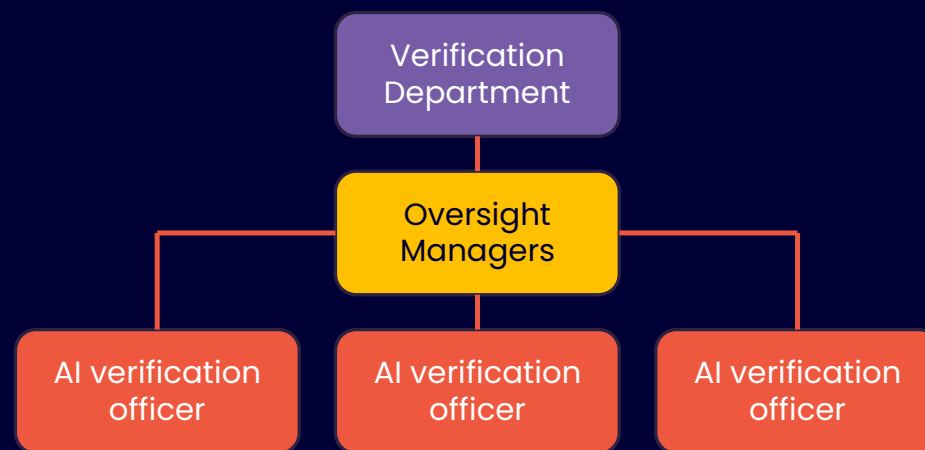 Verification
Department
Oversight
Managers
AI verification
officer
AI verification
officer
AI verification
officer